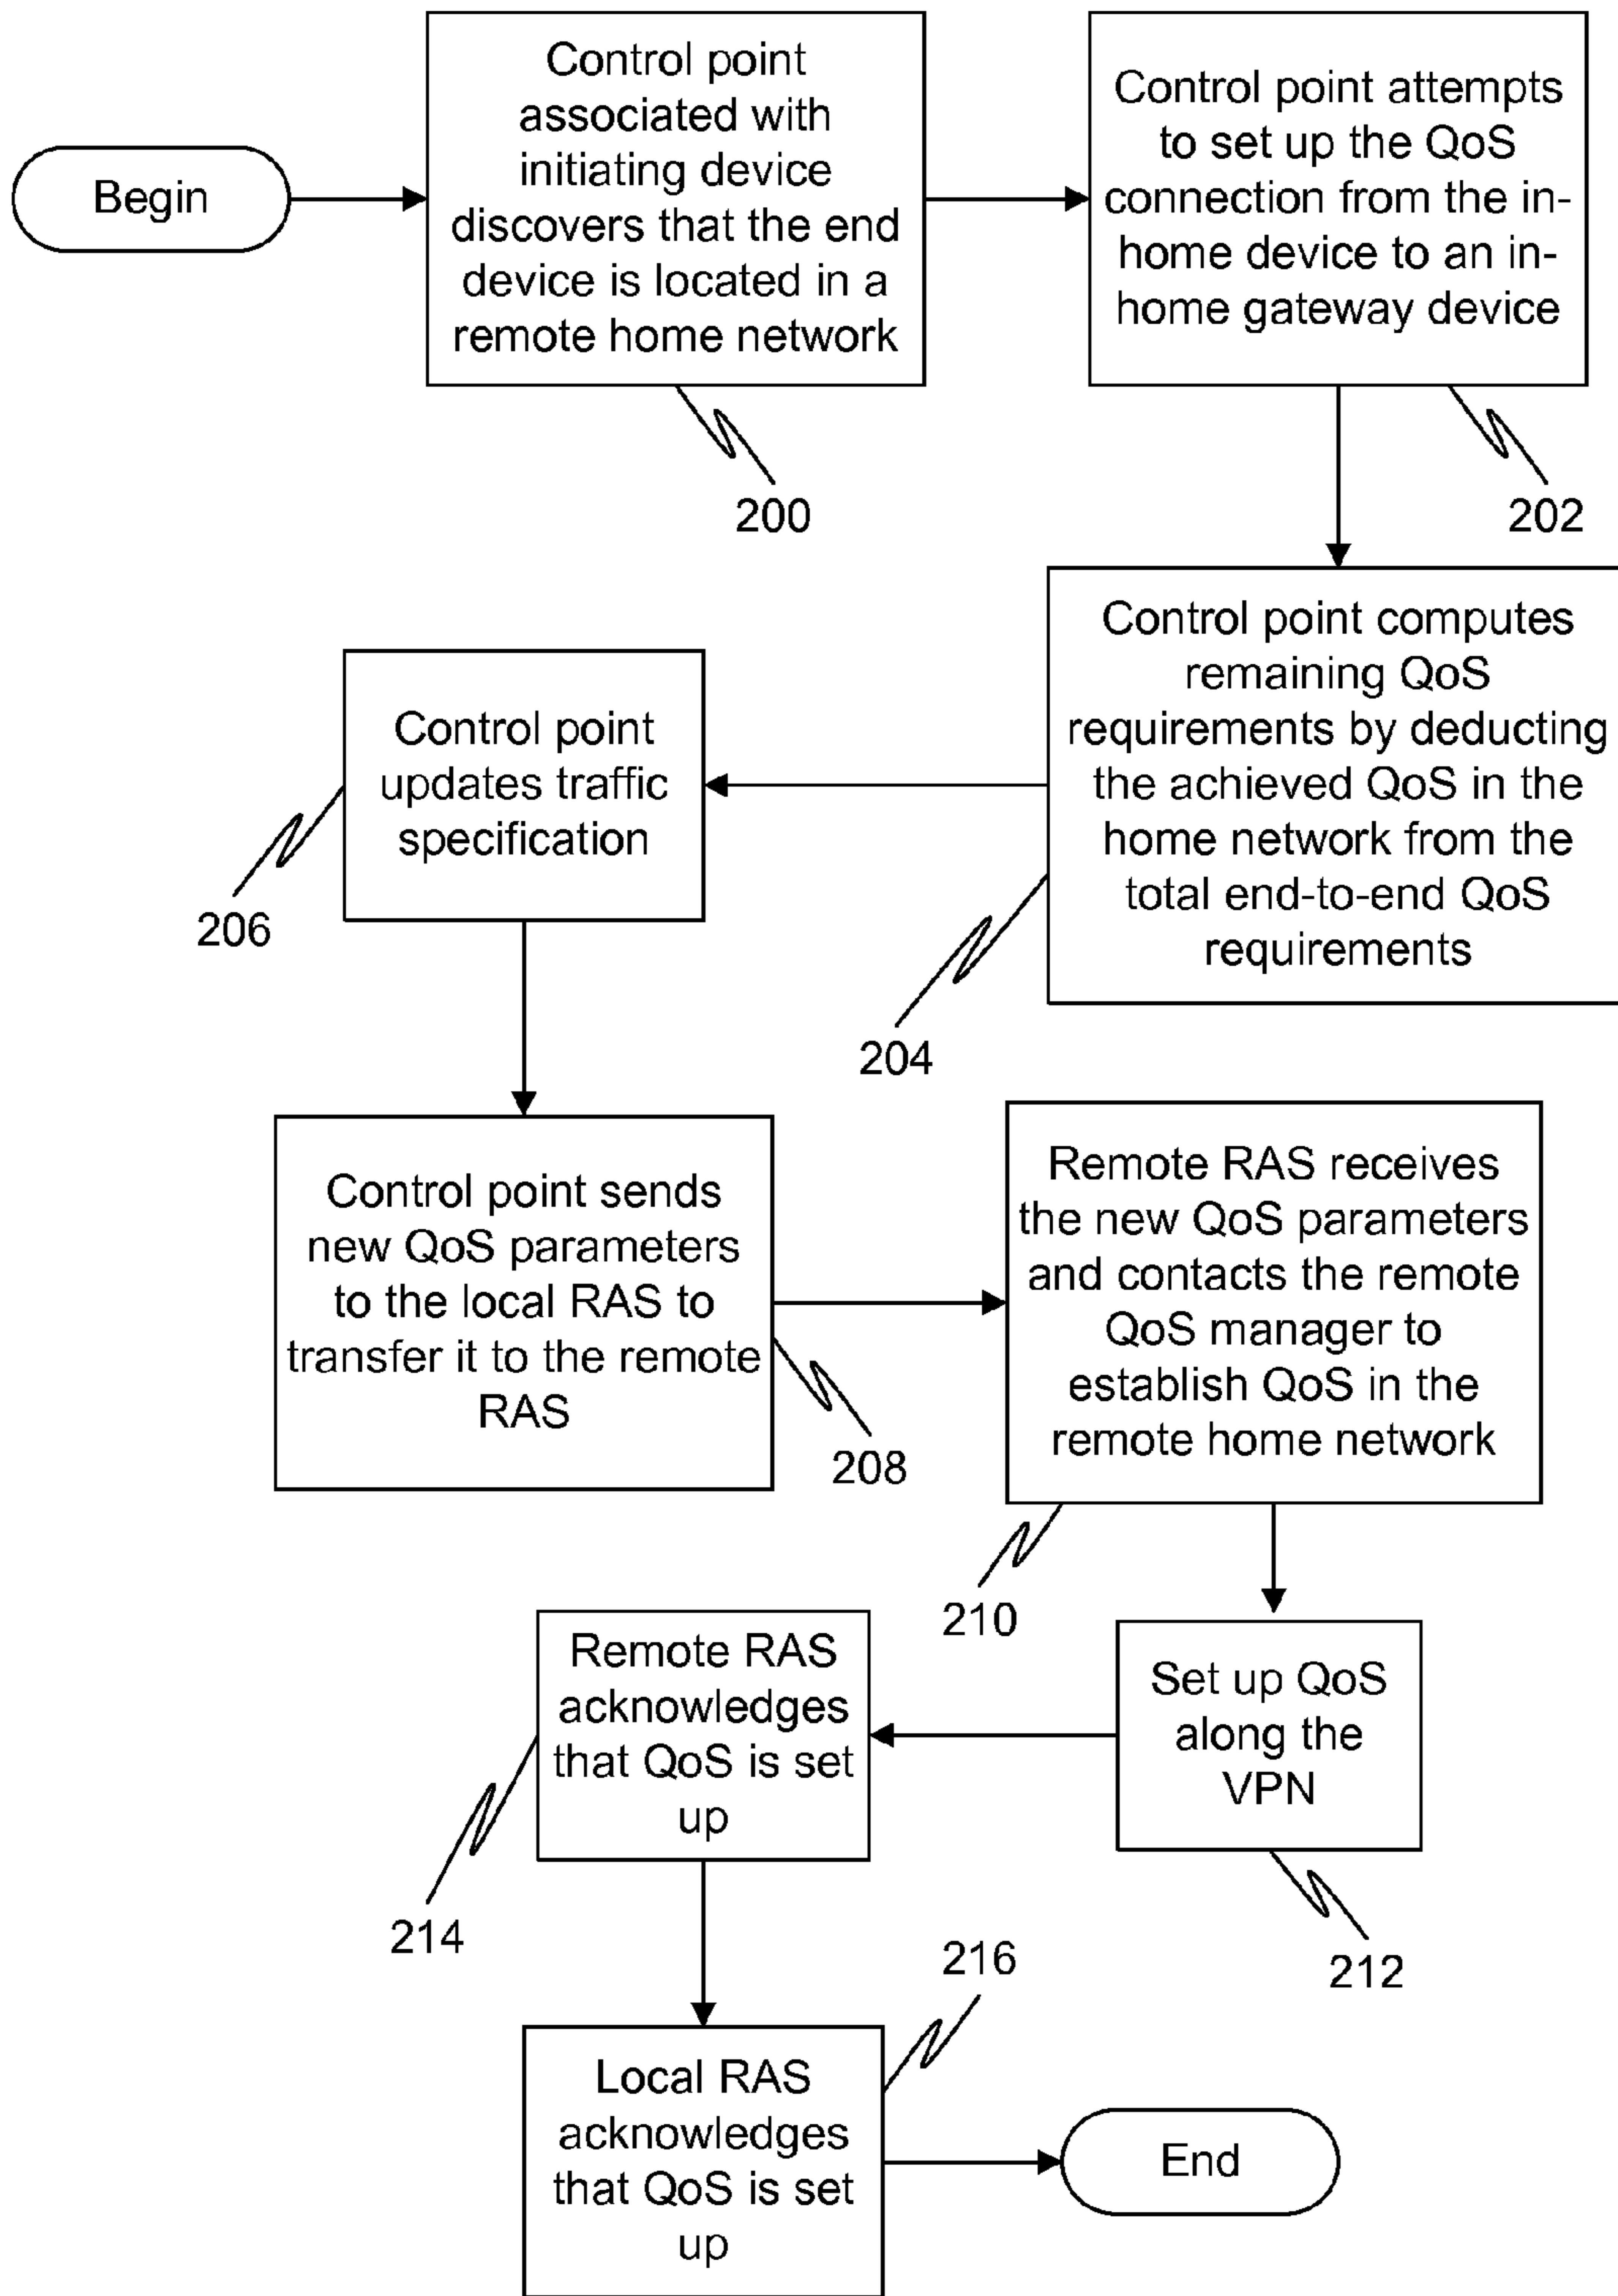 Begin
Control point
associated with
initiating device
discovers that the end
device is located in a
remote home network
200
Control point attempts
to set up the QoS
connection from the in-
home device to an in-
home gateway device
202
Control point computes
remaining QoS
requirements by deducting
the achieved QoS in the
home network from the
total end-to-end QoS
requirements
204
Control point
updates traffic
specification
206
Control point sends
new QoS parameters
to the local RAS to
transfer it to the remote
RAS
208
Remote RAS receives
the new QoS parameters
and contacts the remote
QoS manager to
establish QoS in the
remote home network
210
Set up QoS
along the
VPN
212
Remote RAS
acknowledges
that QoS is set
up
214
Local RAS
acknowledges
that QoS is set
up
216
End